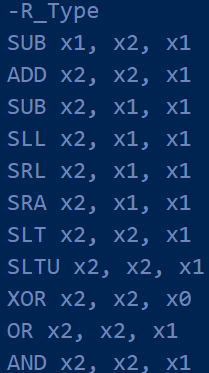 -R_Type
SUB x1, x2, x1
ADD x2, x2, x1
SUB x2, x1, x1
SLL x2, x1, x1
SRL x2, x1, x1
SRA x2, x1, x1
SLT x2, x2, x1
SLTU x2, x2, x1
XOR x2, x2, x0
OR x2, x2, x1
AND x2, x2, x1